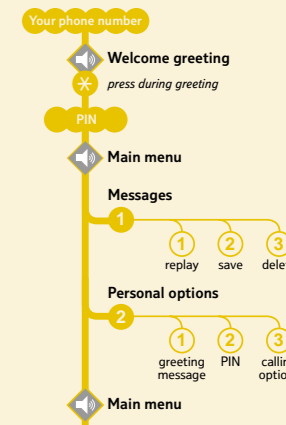 Your phone number
Welcome greeting
press during greeting
PIN
Main menu
Messages
1
1 2 3
replay save
Personal options
2
1 2 3
greeting message PIN
Main menu